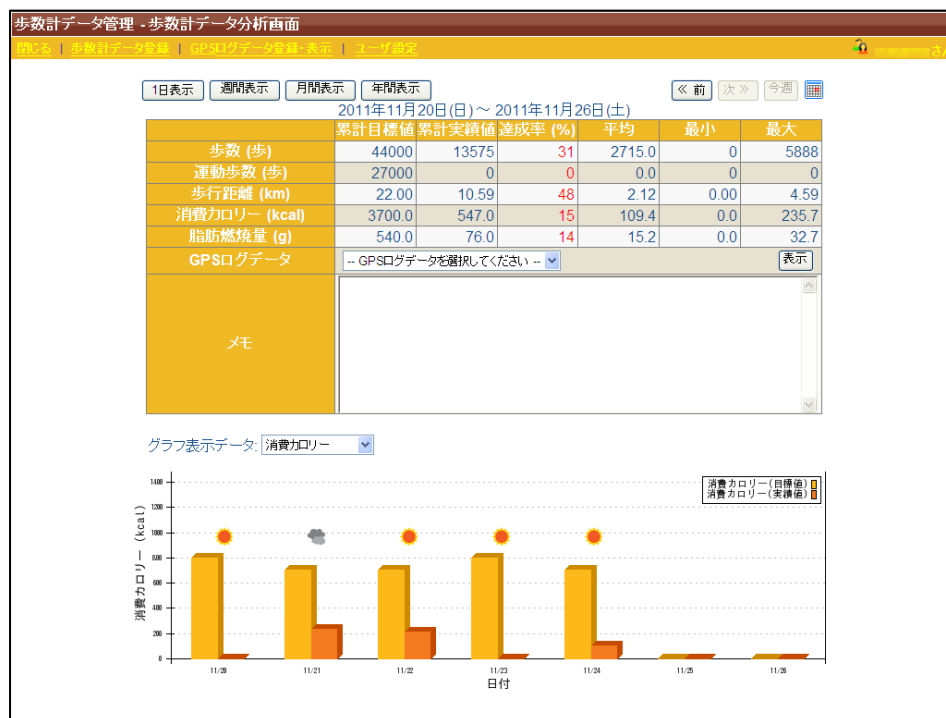 歩数計データ管理 - 歩数計データ分析画面
閉じる | 歩数計データ登録 | GPSログデータ登録・表示 | ユーザ設定 さん
1日表示 週間表示 月間表示 年間表示 ≪ 前 次 ≫ 今週
2011年11月20日(日) ～ 2011年11月26日(土)
累計目標値 累計実績値 達成率 (%) 平均 最小 最大
歩数 (歩) 44000 13575 31 2715.0 0 5888
運動歩数 (歩) 27000 0 0 0.0 0 0
歩行距離 (km) 22.00 10.59 48 2.12 0.00 4.59
消費カロリー (kcal) 3700.0 547.0 15 109.4 0.0 235.7
脂肪燃焼量 (g) 540.0 76.0 14 15.2 0.0 32.7
GPSログデータ -- GPSログデータを選択してください -- 表示
メモ
グラフ表示データ: 消費カロリー
消費カロリー(目標値)
消費カロリー(実績値)
消費カロリー (kcal)
1400
1200
1000
800
600
400
200
0
11/20 11/21 11/22 11/23 11/24 11/25 11/26
日付